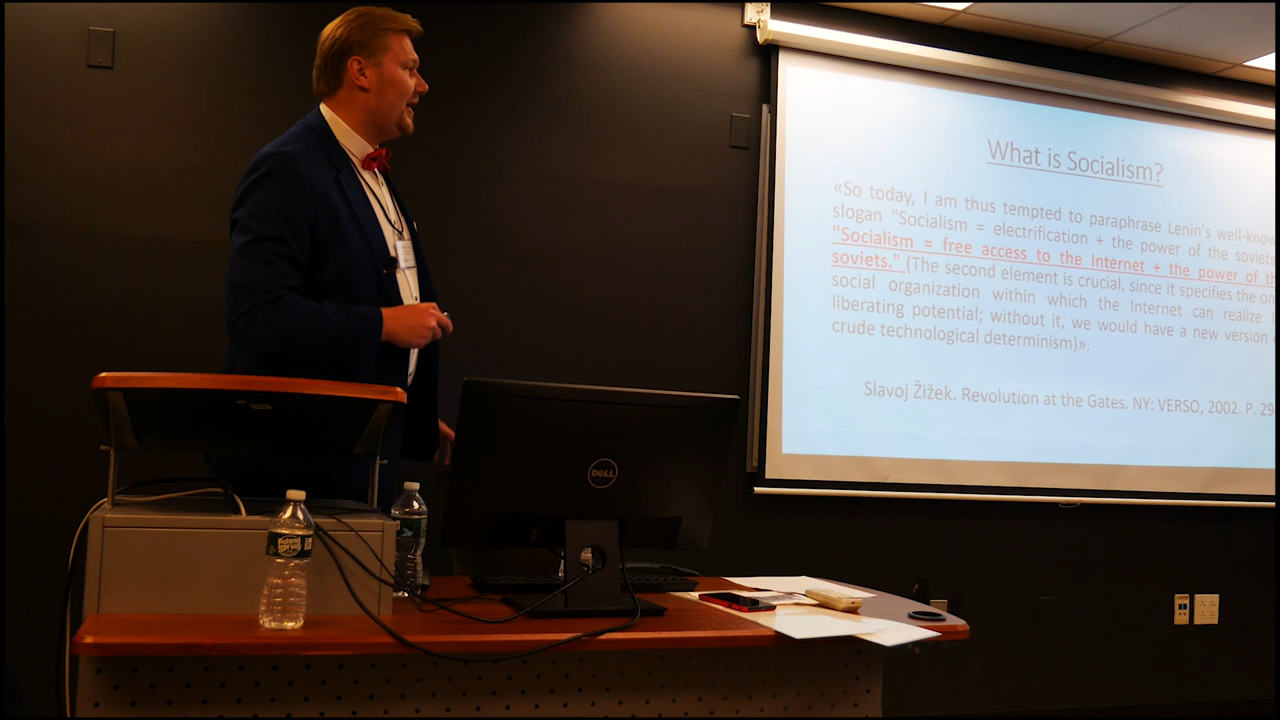 What is Socialism?
«So today, I am thus tempted to paraphrase Lenin's well-know
slogan "Socialism = electrification + the power of the soviets
"Socialism = free access to the Internet + the power of th
soviets." (The second element is crucial, since it specifies the on
social organization within which the Internet can realize i
liberating potential; without it, we would have a new version
crude technological determinism)».
Slavoj Žižek. Revolution at the Gates. NY: VERSO, 2002. P. 29
DELL
Poland
Spring